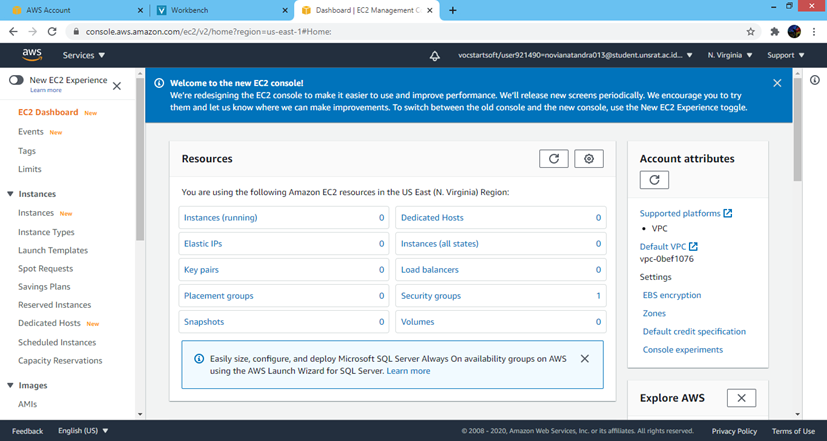 AWS Account
Workbench
Dashboard | EC2 Management C
console.aws.amazon.com/ec2/v2/home?region=us-east-1#Home:
aws
Services
vocstartsoft/user921490=noviananatandra013@student.unsrat.ac.id...
N. Virginia
Support
New EC2 Experience
Learn more
EC2 Dashboard New
Events New
Tags
Limits
Instances
Instances New
Instance Types
Launch Templates
Spot Requests
Savings Plans
Reserved Instances
Dedicated Hosts New
Scheduled Instances
Capacity Reservations
Images
AMIs
Welcome to the new EC2 console!
We're redesigning the EC2 console to make it easier to use and improve performance. We'll release new screens periodically. We encourage you to try
them and let us know where we can make improvements. To switch between the old console and the new console, use the New EC2 Experience toggle.
Resources
You are using the following Amazon EC2 resources in the US East (N. Virginia) Region:
Instances (running) 0
Dedicated Hosts 0
Elastic IPs 0
Instances (all states) 0
Key pairs 0
Load balancers 0
Placement groups 0
Security groups 1
Snapshots 0
Volumes 0
Easily size, configure, and deploy Microsoft SQL Server Always On availability groups on AWS
using the AWS Launch Wizard for SQL Server. Learn more
Account attributes
Supported platforms
VPC
Default VPC
vpc-0bef1076
Settings
EBS encryption
Zones
Default credit specification
Console experiments
Explore AWS
Feedback
English (US)
© 2008 - 2020, Amazon Web Services, Inc. or its affiliates. All rights reserved.
Privacy Policy
Terms of Use